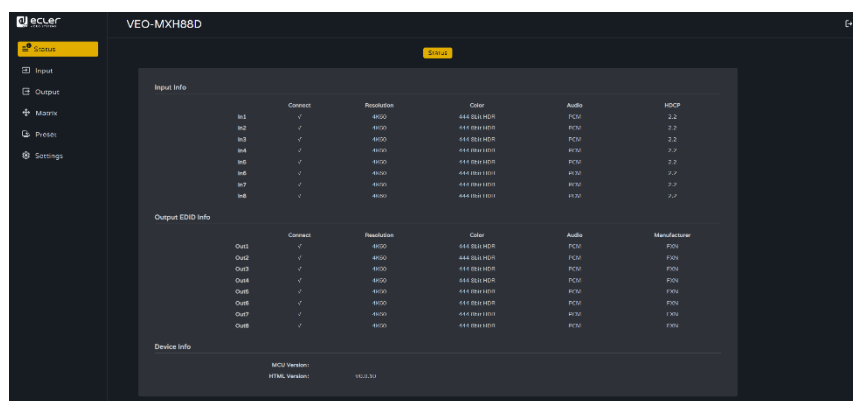 ecler
VEO-MXH88D
Status
Status
Input
Output
Matrix
Preset
Settings
Input Info
Connect Resolution Color Audio HDCP
In1 √ 4K60 444 8bit HDR PCM 2.2
In2 √ 4K60 444 8bit HDR PCM 2.2
In3 √ 4K60 444 8bit HDR PCM 2.2
In4 √ 4K60 444 8bit HDR PCM 2.2
In5 √ 4K60 444 8bit HDR PCM 2.2
In6 √ 4K60 444 8bit HDR PCM 2.2
In7 √ 4K60 444 8bit HDR PCM 2.2
In8 √ 4K60 444 8bit HDR PCM 2.2
Output EDID Info
Connect Resolution Color Audio Manufacturer
Out1 √ 4K60 444 8bit HDR PCM FXN
Out2 √ 4K60 444 8bit HDR PCM FXN
Out3 √ 4K60 444 8bit HDR PCM FXN
Out4 √ 4K60 444 8bit HDR PCM FXN
Out5 √ 4K60 444 8bit HDR PCM FXN
Out6 √ 4K60 444 8bit HDR PCM FXN
Out7 √ 4K60 444 8bit HDR PCM FXN
Out8 √ 4K60 444 8bit HDR PCM FXN
Device Info
MCU Version:
HTML Version: